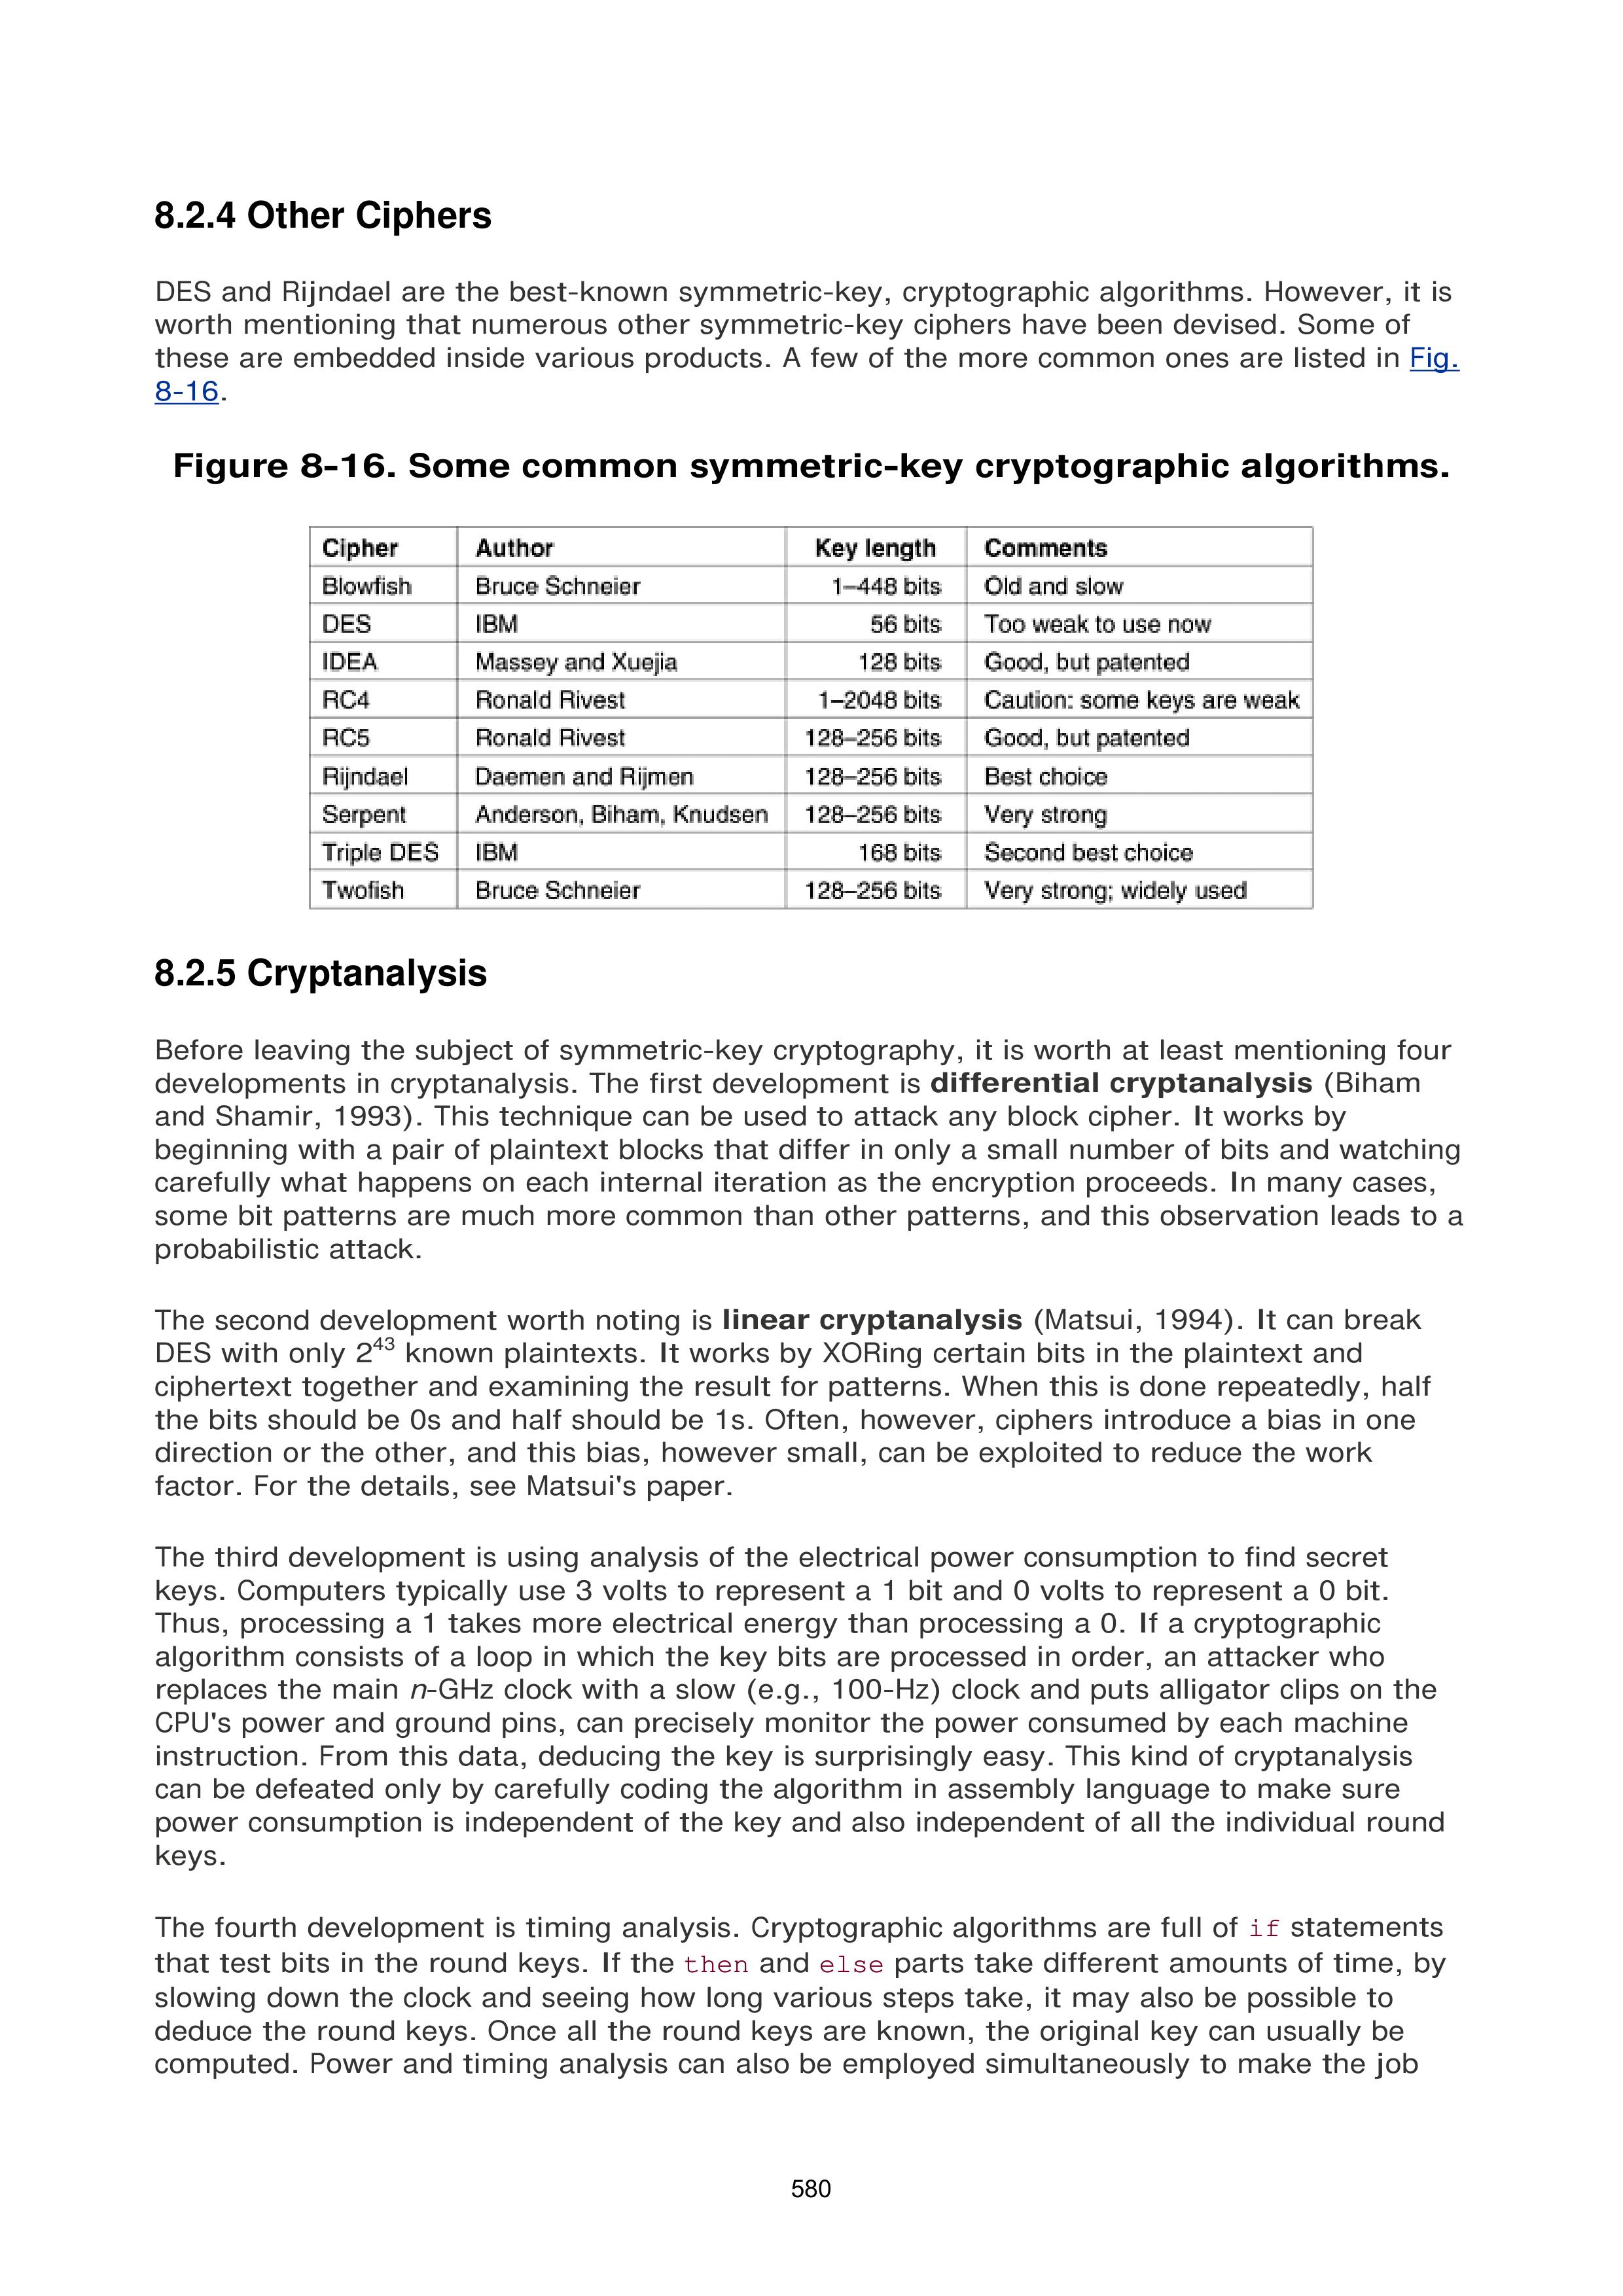 8.2.4 Other Ciphers
DES and Rijndael are the best-known symmetric-key, cryptographic algorithms. However, it is
worth mentioning that numerous other symmetric-key ciphers have been devised. Some of
these are embedded inside various products. A few of the more common ones are listed in Fig.
8-16.
Figure 8-16. Some common symmetric-key cryptographic algorithms.
Cipher Author Key length Comments
Blowfish Bruce Schneier 1–448 bits Old and slow
DES IBM 56 bits Too weak to use now
IDEA Massey and Xuejia 128 bits Good, but patented
RC4 Ronald Rivest 1–2048 bits Caution: some keys are weak
RC5 Ronald Rivest 128–256 bits Good, but patented
Rijndael Daemen and Rijmen 128–256 bits Best choice
Serpent Anderson, Biham, Knudsen 128–256 bits Very strong
Triple DES IBM 168 bits Second best choice
Twofish Bruce Schneier 128–256 bits Very strong; widely used
8.2.5 Cryptanalysis
Before leaving the subject of symmetric-key cryptography, it is worth at least mentioning four
developments in cryptanalysis. The first development is differential cryptanalysis (Biham
and Shamir, 1993). This technique can be used to attack any block cipher. It works by
beginning with a pair of plaintext blocks that differ in only a small number of bits and watching
carefully what happens on each internal iteration as the encryption proceeds. In many cases,
some bit patterns are much more common than other patterns, and this observation leads to a
probabilistic attack.
The second development worth noting is linear cryptanalysis (Matsui, 1994). It can break
DES with only 2⁴³ known plaintexts. It works by XORing certain bits in the plaintext and
ciphertext together and examining the result for patterns. When this is done repeatedly, half
the bits should be 0s and half should be 1s. Often, however, ciphers introduce a bias in one
direction or the other, and this bias, however small, can be exploited to reduce the work
factor. For the details, see Matsui's paper.
The third development is using analysis of the electrical power consumption to find secret
keys. Computers typically use 3 volts to represent a 1 bit and 0 volts to represent a 0 bit.
Thus, processing a 1 takes more electrical energy than processing a 0. If a cryptographic
algorithm consists of a loop in which the key bits are processed in order, an attacker who
replaces the main n-GHz clock with a slow (e.g., 100-Hz) clock and puts alligator clips on the
CPU's power and ground pins, can precisely monitor the power consumed by each machine
instruction. From this data, deducing the key is surprisingly easy. This kind of cryptanalysis
can be defeated only by carefully coding the algorithm in assembly language to make sure
power consumption is independent of the key and also independent of all the individual round
keys.
The fourth development is timing analysis. Cryptographic algorithms are full of if statements
that test bits in the round keys. If the then and else parts take different amounts of time, by
slowing down the clock and seeing how long various steps take, it may also be possible to
deduce the round keys. Once all the round keys are known, the original key can usually be
computed. Power and timing analysis can also be employed simultaneously to make the job
580